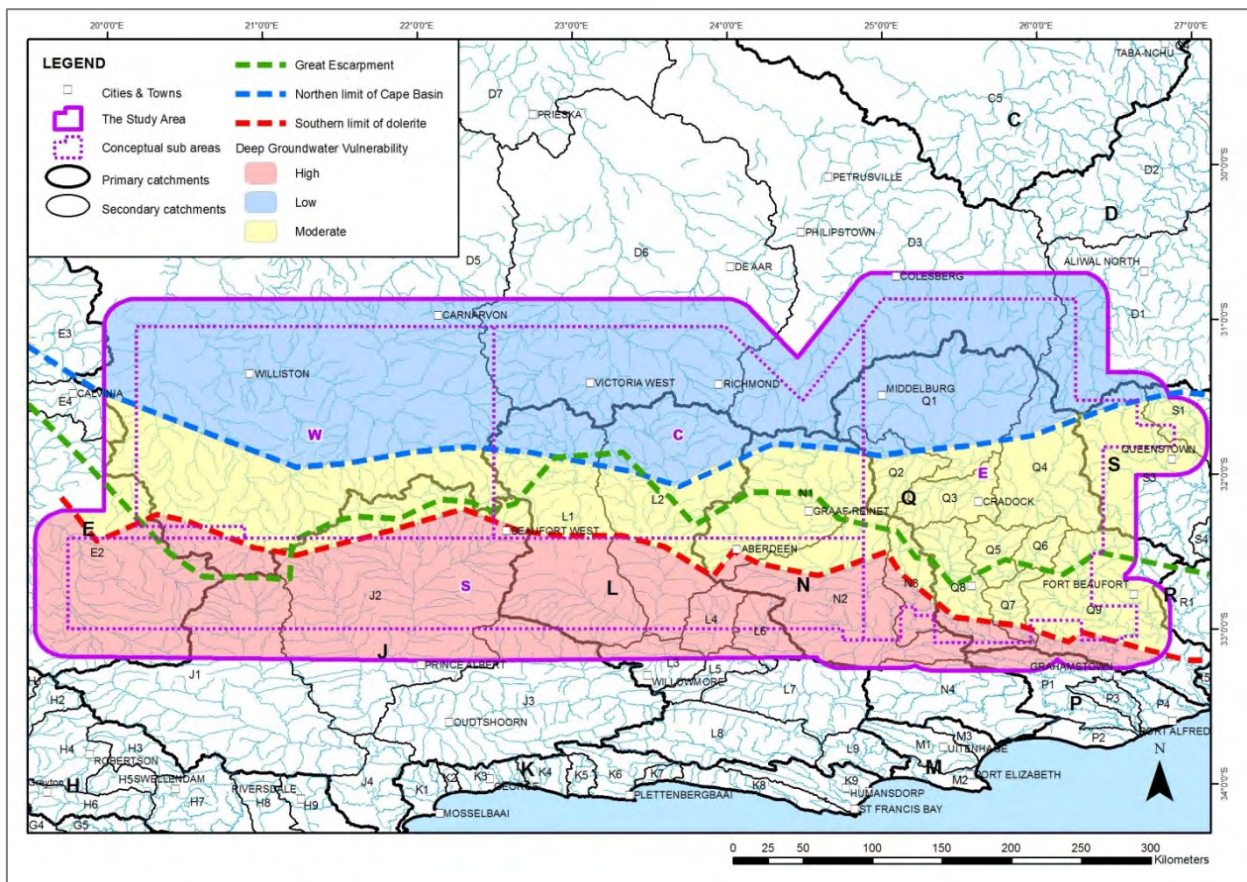 20°0'0"E 21°0'0"E 22°0'0"E 23°0'0"E 24°0'0"E 25°0'0"E 26°0'0"E 27°0'0"E
LEGEND
Cities & Towns
The Study Area
Conceptual sub areas
Primary catchments
Secondary catchments
Great Escarpment
Northen limit of Cape Basin
Southern limit of dolerite
Deep Groundwater Vulnerability
High
Low
Moderate
TABA-NCHU
D7
PRIESKA
C5
C
D2
30°0'0"S
PETRUSVILLE
D
PHILIPSTOWN
D3
D5
D6
DE AAR
ALIWAL NORTH
COLESBERG
E3
CARNARVON
D1
31°0'0"S
WILLISTON
VICTORIA WEST
RICHMOND
MIDDELBURG
Q1
CALVINIA
E4
S1
W
C
QUEENSTOWN
Q2
E
Q4
S
32°0'0"S
L2
N1
Q
Q3
CRADOCK
S3
GRAAF-REINET
L1
BEAUFORT WEST
E
E2
ABERDEEN
Q5
Q6
S4
J2
S
L
N
N3
Q8
FORT BEAUFORT
N2
Q7
Q9
R
R1
L4
L6
33°0'0"S
J
PRINCE ALBERT
GRAHAMSTOWN
J1
L3
L5
WILLOWMORE
L7
N4
P1
P
P3
P4
P2
PORT ALFRED
H2
J3
OUDTSHOORN
L8
H4
H3
ROBERTSON
L9
M1
M3
UITENHAGE
N
H5
SWELLENDAM
J4
K2
K3
K
K4
K5
K6
K7
K8
K9
M
M2
PORT ELIZABETH
34°0'0"S
H
RIVERSDALE
GEORGE
K1
HUMANSDORP
H6
H7
H8
H9
PLETTENBERGBAAI
ST FRANCIS BAY
G4
G5
MOSSELBAAI
0 25 50 100 150 200 250 300
Kilometers